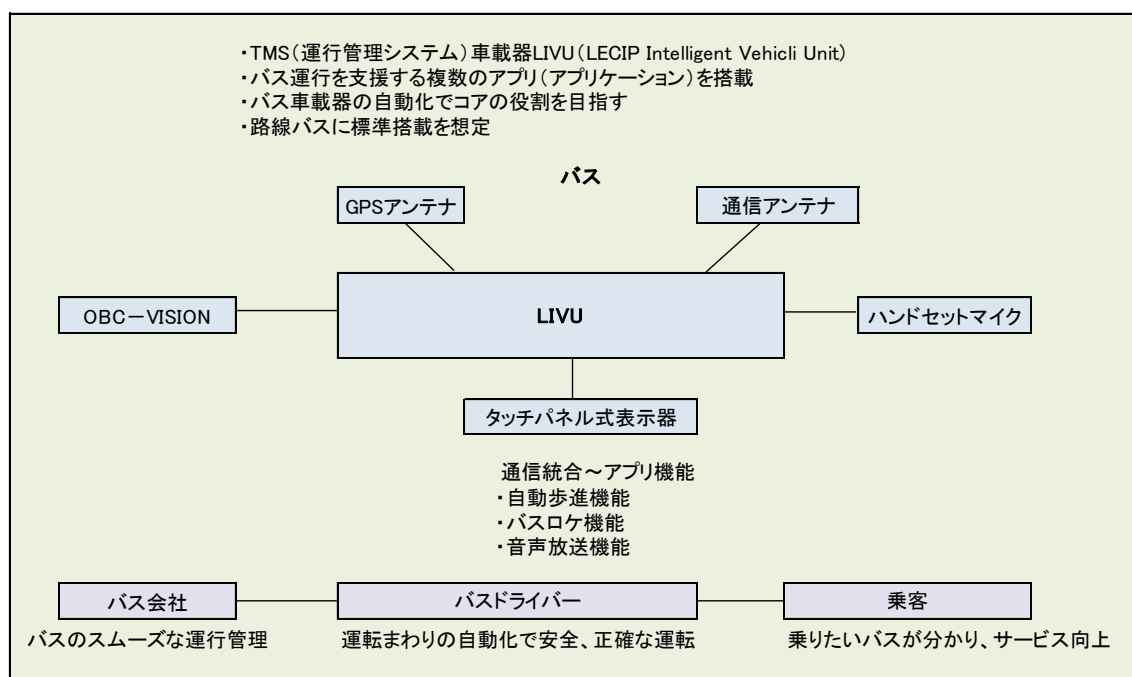 ・TMS(運行管理システム)車載器LIVU(LECIP Intelligent Vehicli Unit)
・バス運行を支援する複数のアプリ(アプリケーション)を搭載
・バス車載器の自動化でコアの役割を目指す
・路線バスに標準搭載を想定
バス
GPSアンテナ
通信アンテナ
OBC－VISION
LIVU
ハンドセットマイク
タッチパネル式表示器
通信統合～アプリ機能
・自動歩進機能
・バスロケ機能
・音声放送機能
バス会社
バスドライバー
乗客
バスのスムーズな運行管理
運転まわりの自動化で安全、正確な運転
乗りたいバスが分かり、サービス向上